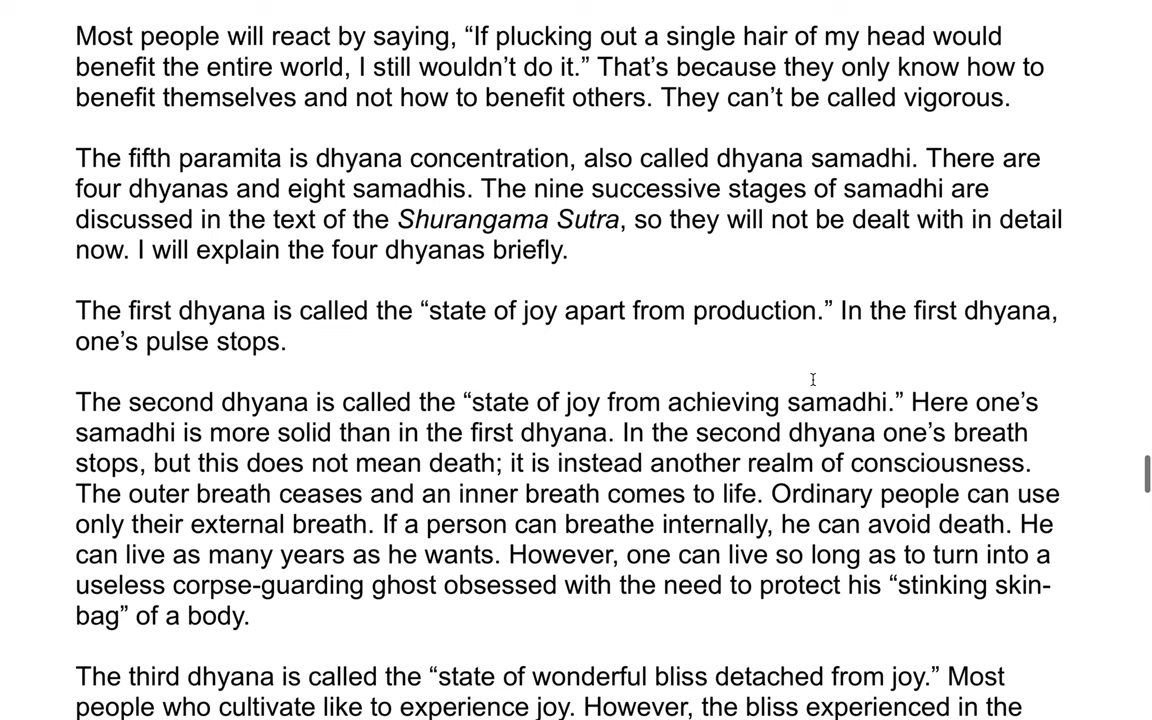 Most people will react by saying, “If plucking out a single hair of my head would
benefit the entire world, I still wouldn’t do it.” That’s because they only know how to
benefit themselves and not how to benefit others. They can’t be called vigorous.
The fifth paramita is dhyana concentration, also called dhyana samadhi. There are
four dhyanas and eight samadhis. The nine successive stages of samadhi are
discussed in the text of the Shurangama Sutra, so they will not be dealt with in detail
now. I will explain the four dhyanas briefly.
The first dhyana is called the “state of joy apart from production.” In the first dhyana,
one’s pulse stops.
The second dhyana is called the “state of joy from achieving samadhi.” Here one’s
samadhi is more solid than in the first dhyana. In the second dhyana one’s breath
stops, but this does not mean death; it is instead another realm of consciousness.
The outer breath ceases and an inner breath comes to life. Ordinary people can use
only their external breath. If a person can breathe internally, he can avoid death. He
can live as many years as he wants. However, one can live so long as to turn into a
useless corpse-guarding ghost obsessed with the need to protect his “stinking skin-
bag” of a body.
The third dhyana is called the “state of wonderful bliss detached from joy.” Most
people who cultivate like to experience joy. However, the bliss experienced in the